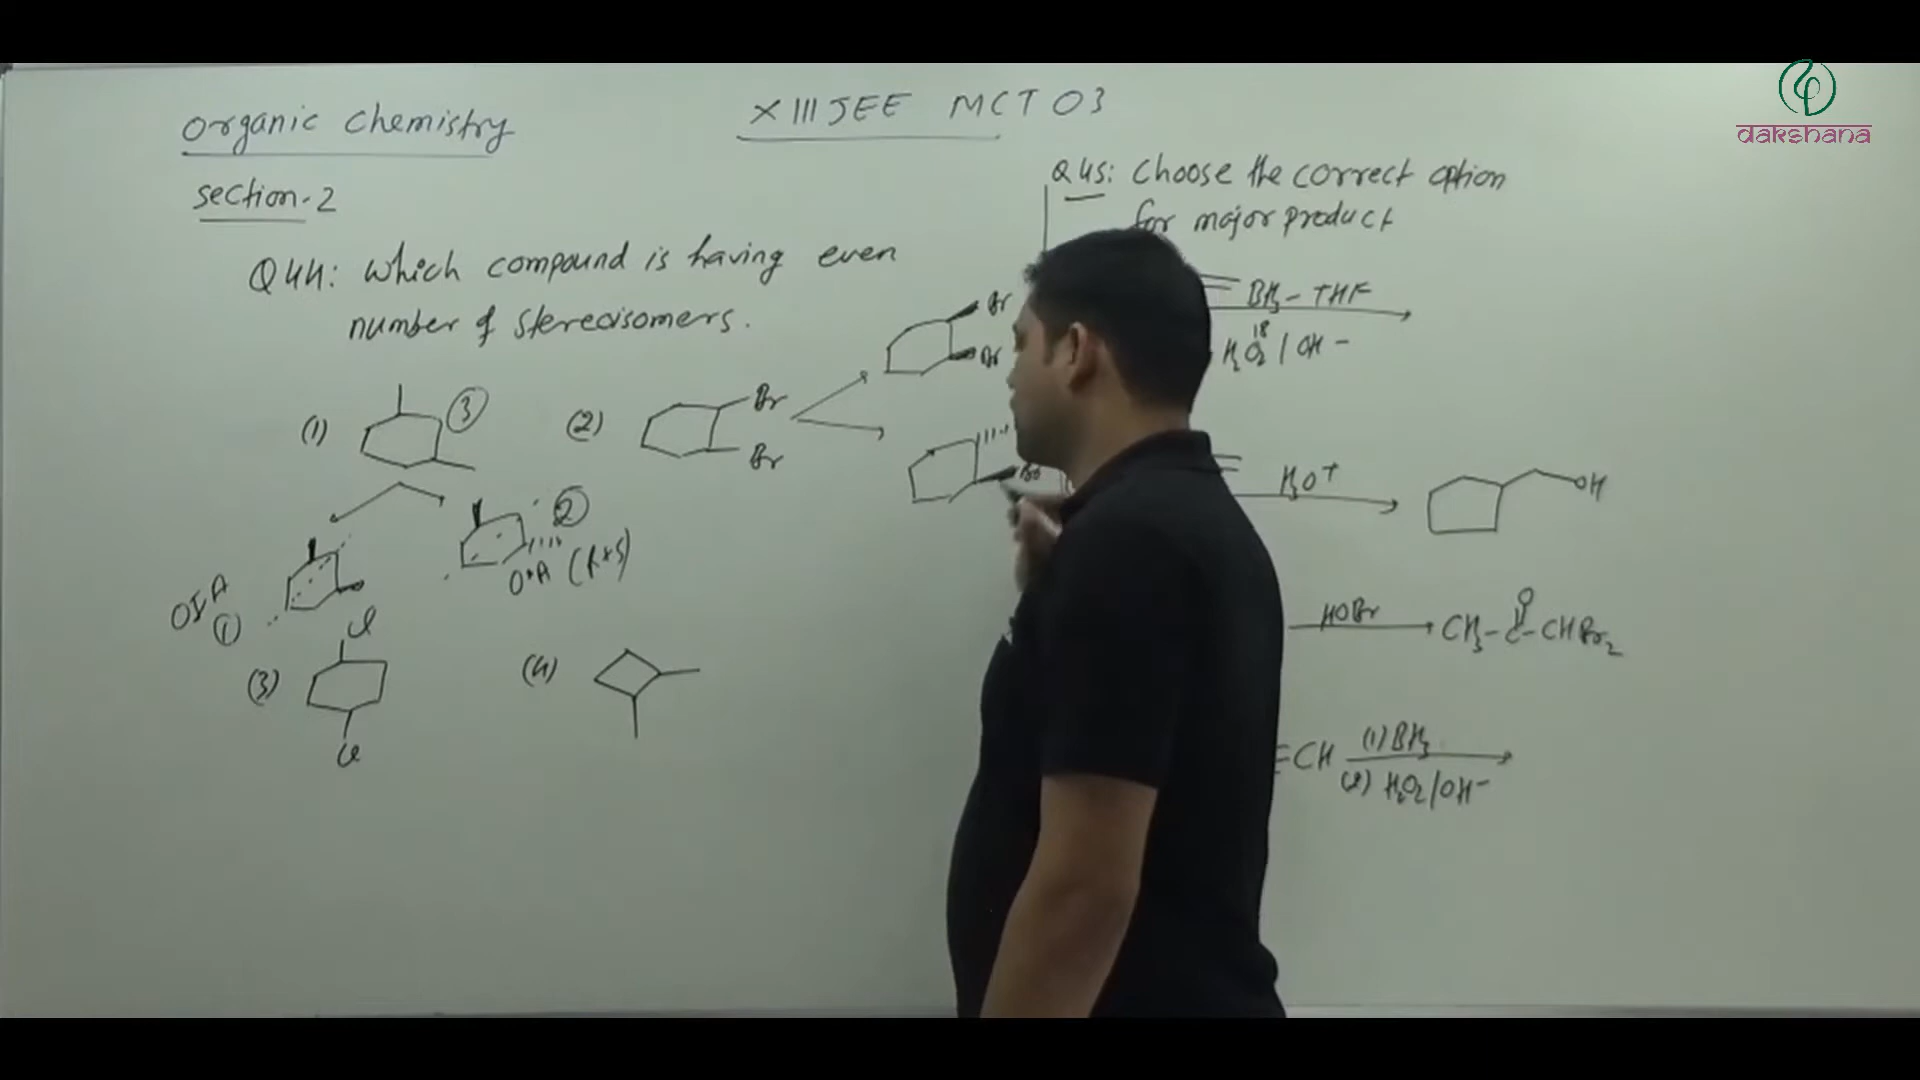 dakshana
Organic Chemistry
XIII JEE MCT 03
Section-2
Q44: Which compound is having even
number of stereoisomers.
(1) 3
(2) Br
Br
Br
Br
Br
O I A
1
2
(3) Cl
Cl
(4)
Q45: Choose the correct option
for major product
BH3 - THF
H2O2 18 / OH -
H3O+
OH
HOBr
CH3-C-CHBr2
O
≡CH (1) BH3
(2) H2O2/OH-